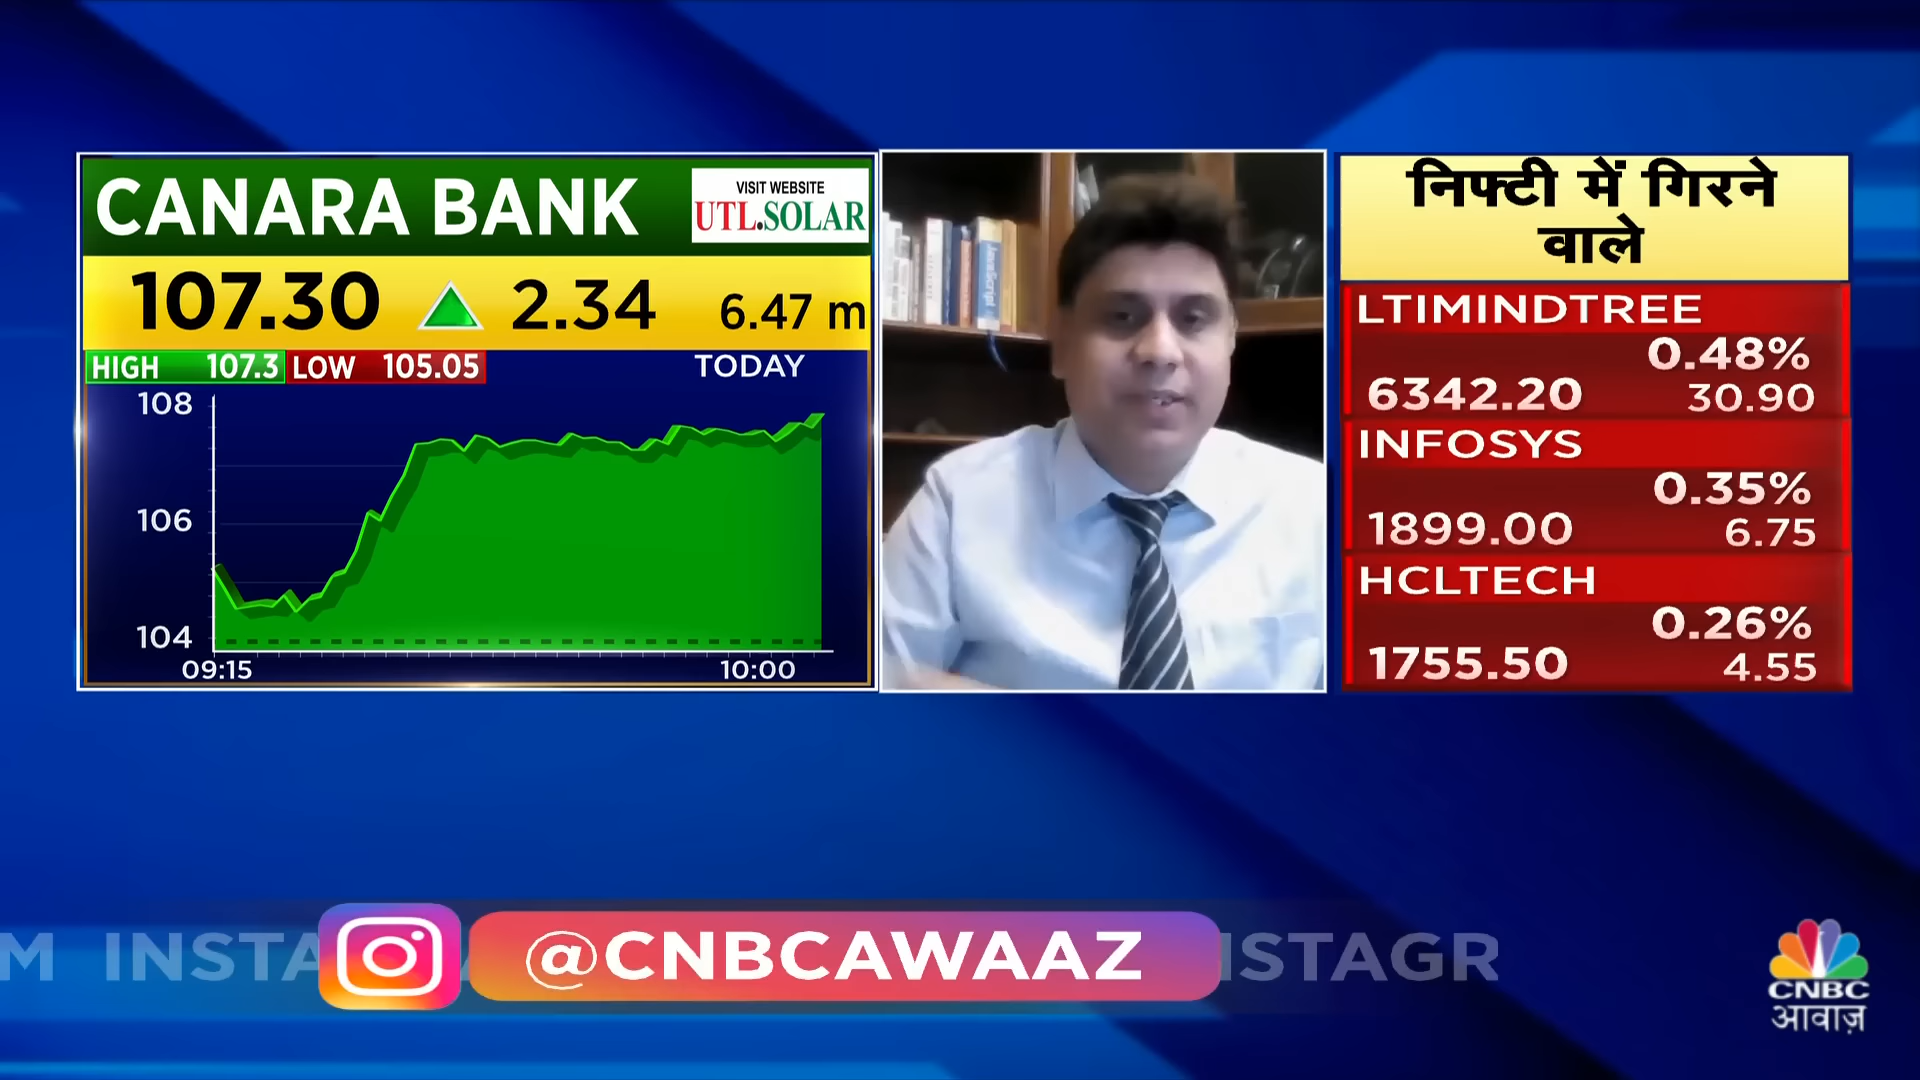 CANARA BANK
VISIT WEBSITE
UTL.SOLAR
107.30 2.34 6.47 m
HIGH 107.3 LOW 105.05 TODAY
108
106
104
09:15 10:00
JavaScript
निफ्टी में गिरने
वाले
LTIMINDTREE
0.48%
6342.20 30.90
INFOSYS
0.35%
1899.00 6.75
HCLTECH
0.26%
1755.50 4.55
M INSTA @CNBCAWAAZ NSTAGR
CNBC
आवाज़